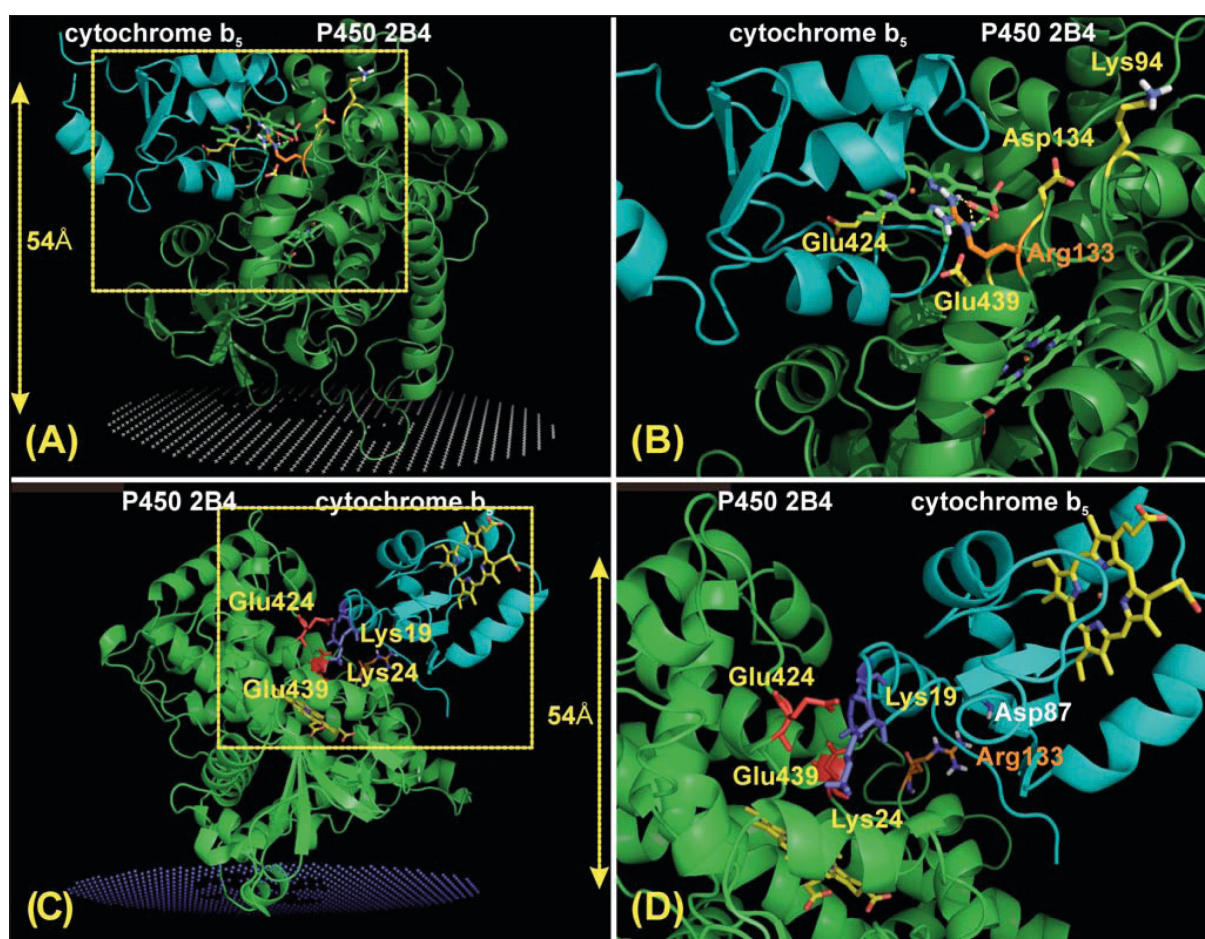 cytochrome b5 P450 2B4
54Å
(A)
cytochrome b5 P450 2B4
Lys94
Asp134
Glu424
Arg133
Glu439
(B)
P450 2B4 cytochrome b5
Glu424
Lys19
Lys24
Glu439
54Å
(C)
P450 2B4 cytochrome b5
Glu424
Lys19
Asp87
Arg133
Glu439
Lys24
(D)